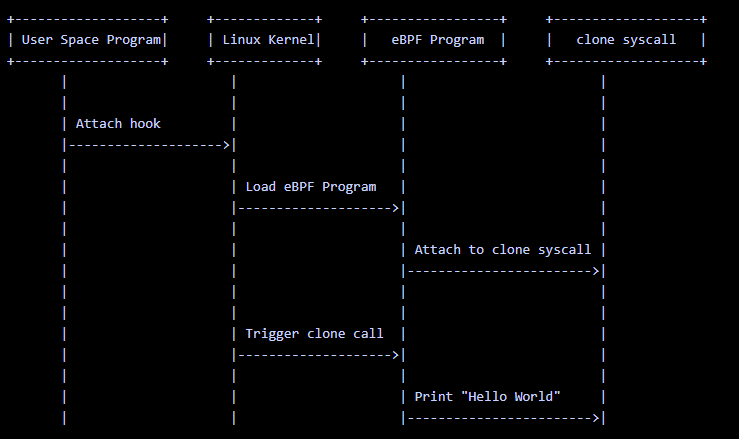 User Space Program
Linux Kernel
eBPF Program
clone syscall
Attach hook
Load eBPF Program
Attach to clone syscall
Trigger clone call
Print "Hello World"